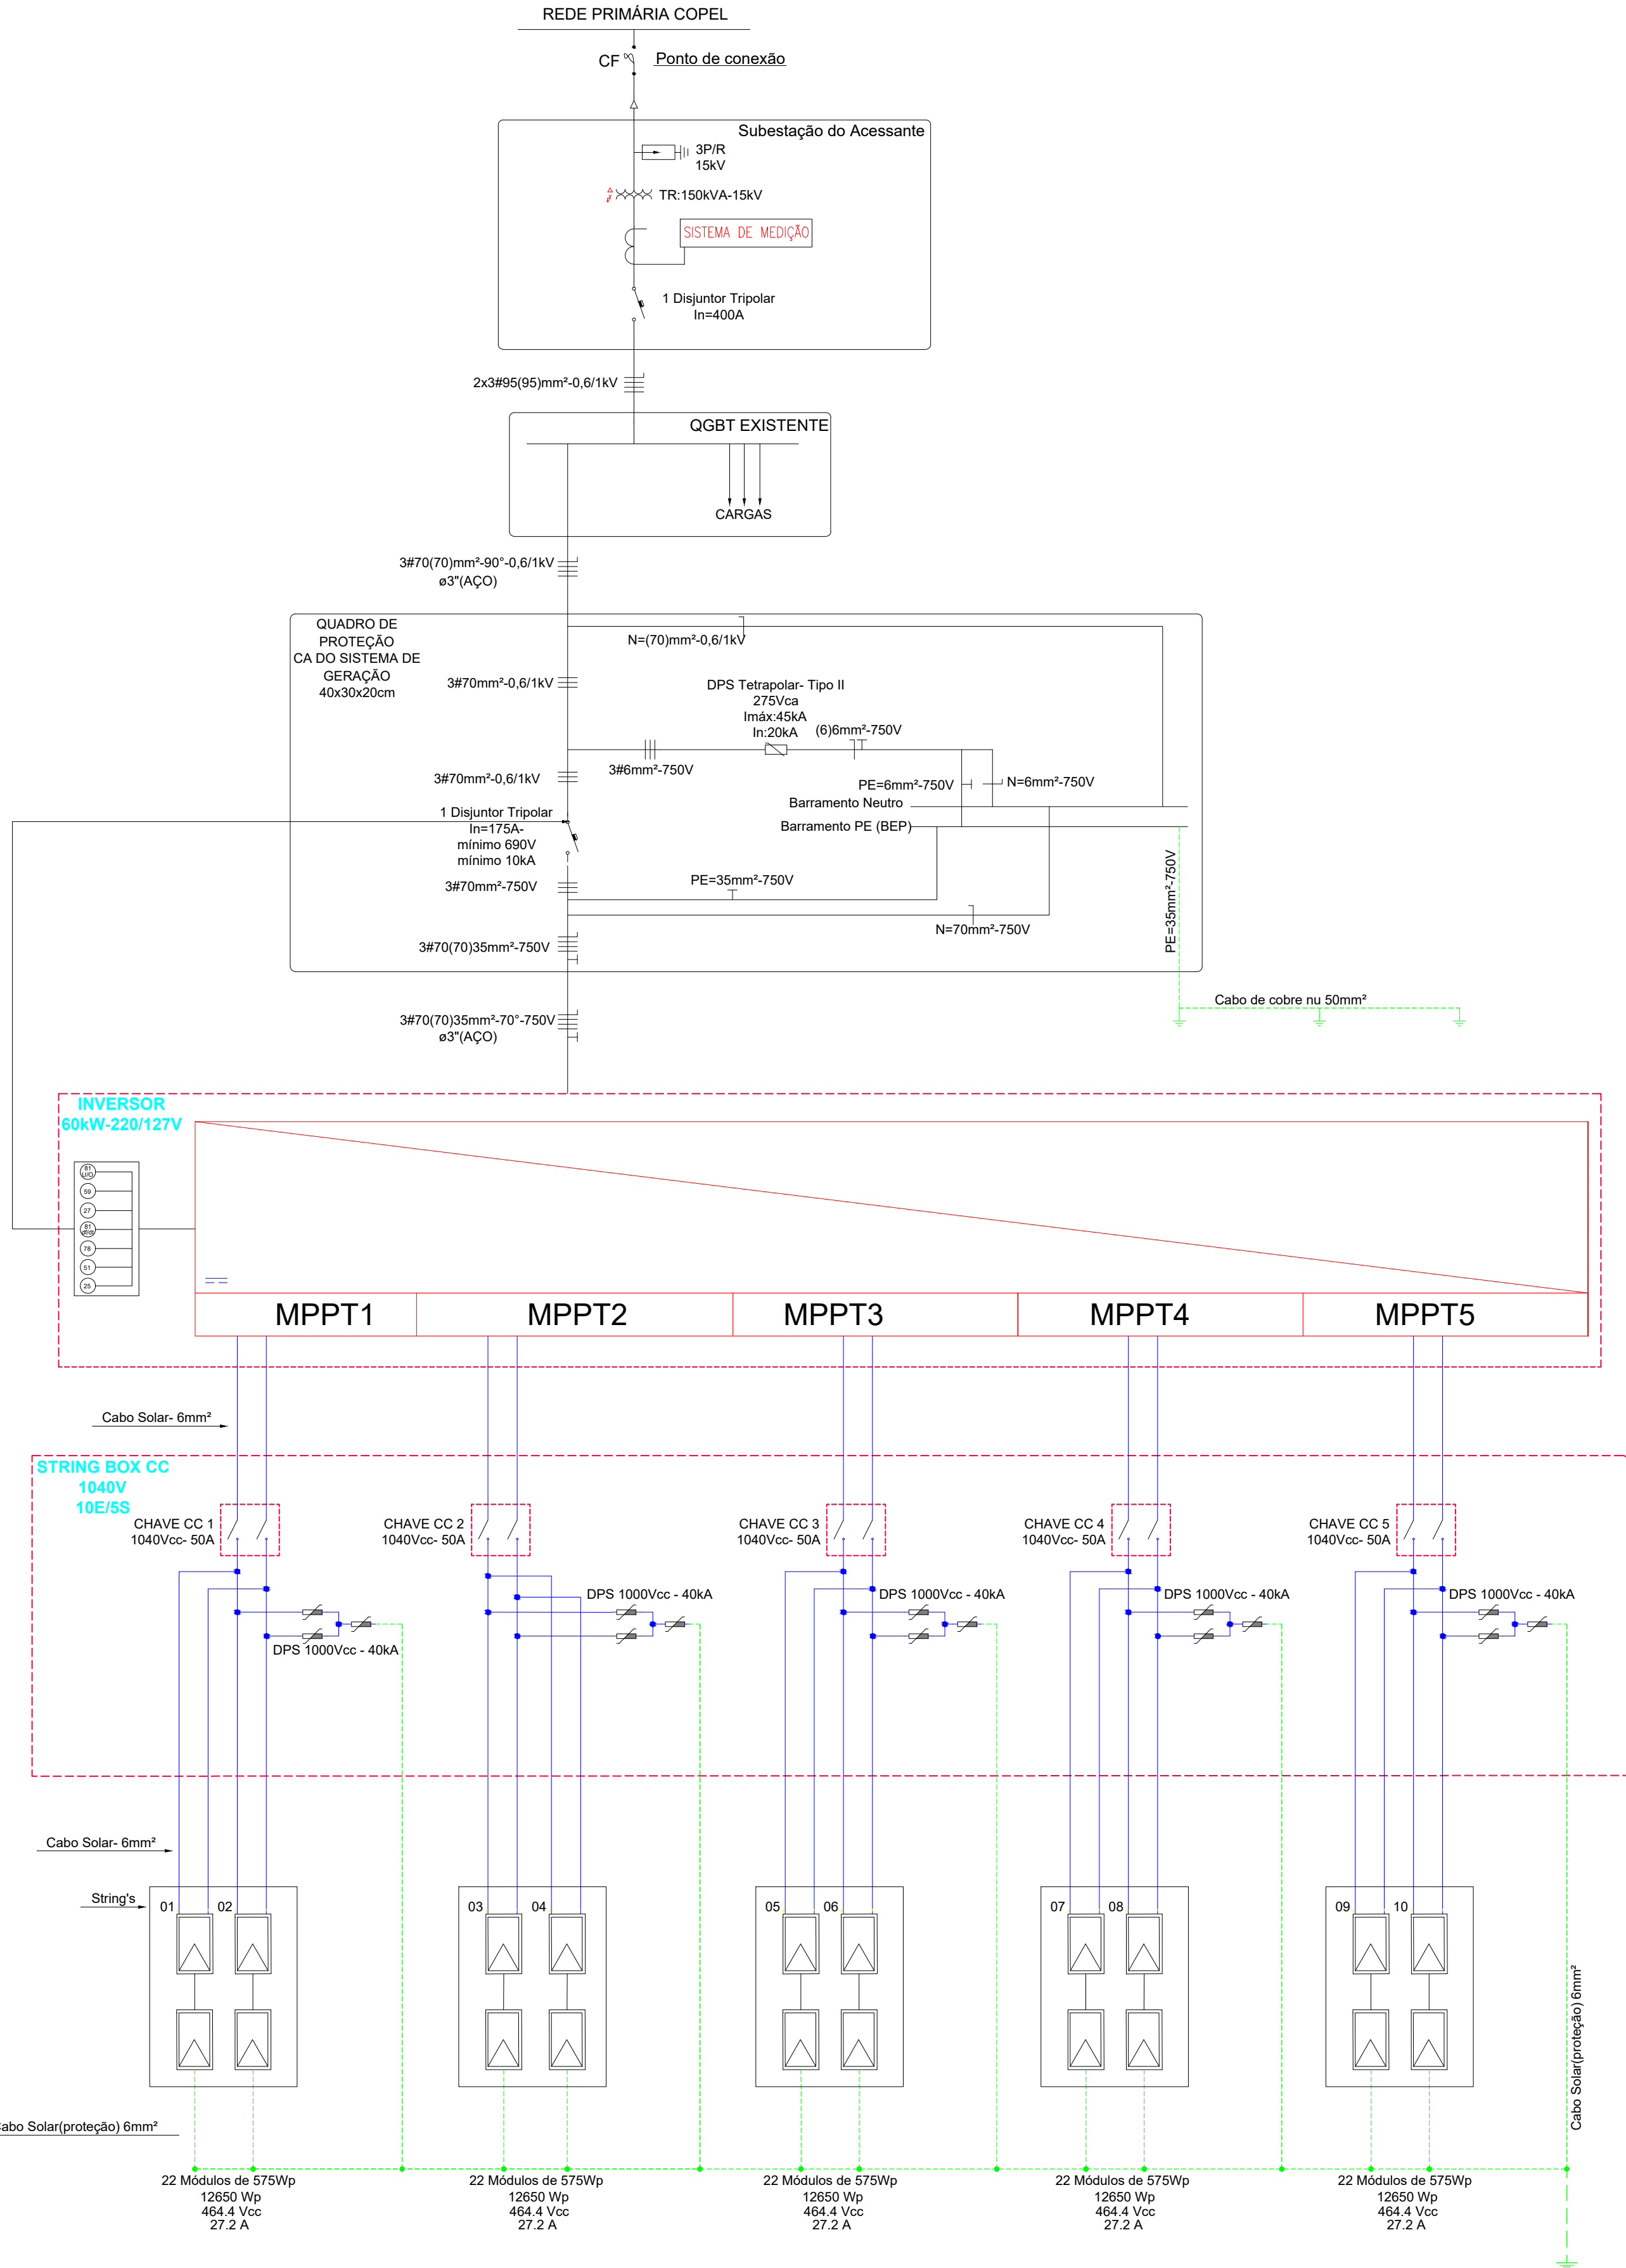 REDE PRIMÁRIA COPEL
CF
Ponto de conexão
Subestação do Acessante
3P/R
15kV
TR:150kVA-15kV
SISTEMA DE MEDIÇÃO
1 Disjuntor Tripolar
In=400A
2x3#95(95)mm²-0,6/1kV
QGBT EXISTENTE
CARGAS
3#70(70)mm²-90°-0,6/1kV
ø3"(AÇO)
QUADRO DE
PROTEÇÃO
CA DO SISTEMA DE
GERAÇÃO
40x30x20cm
N=(70)mm²-0,6/1kV
3#70mm²-0,6/1kV
DPS Tetrapolar- Tipo II
275Vca
Imáx:45kA
In:20kA
(6)6mm²-750V
3#6mm²-750V
3#70mm²-0,6/1kV
PE=6mm²-750V
N=6mm²-750V
Barramento Neutro
Barramento PE (BEP)
1 Disjuntor Tripolar
In=175A-
mínimo 690V
mínimo 10kA
3#70mm²-750V
PE=35mm²-750V
N=70mm²-750V
PE=35mm²-750V
3#70(70)35mm²-750V
Cabo de cobre nu 50mm²
3#70(70)35mm²-70°-750V
ø3"(AÇO)
INVERSOR
60kW-220/127V
81
U/O
59
27
81
df/dt
78
51
25
MPPT1
MPPT2
MPPT3
MPPT4
MPPT5
Cabo Solar- 6mm²
STRING BOX CC
1040V
10E/5S
CHAVE CC 1
1040Vcc- 50A
CHAVE CC 2
1040Vcc- 50A
CHAVE CC 3
1040Vcc- 50A
CHAVE CC 4
1040Vcc- 50A
CHAVE CC 5
1040Vcc- 50A
DPS 1000Vcc - 40kA
DPS 1000Vcc - 40kA
DPS 1000Vcc - 40kA
DPS 1000Vcc - 40kA
DPS 1000Vcc - 40kA
Cabo Solar- 6mm²
String's
01
02
03
04
05
06
07
08
09
10
Cabo Solar(proteção) 6mm²
Cabo Solar(proteção) 6mm²
22 Módulos de 575Wp
12650 Wp
464.4 Vcc
27.2 A
22 Módulos de 575Wp
12650 Wp
464.4 Vcc
27.2 A
22 Módulos de 575Wp
12650 Wp
464.4 Vcc
27.2 A
22 Módulos de 575Wp
12650 Wp
464.4 Vcc
27.2 A
22 Módulos de 575Wp
12650 Wp
464.4 Vcc
27.2 A